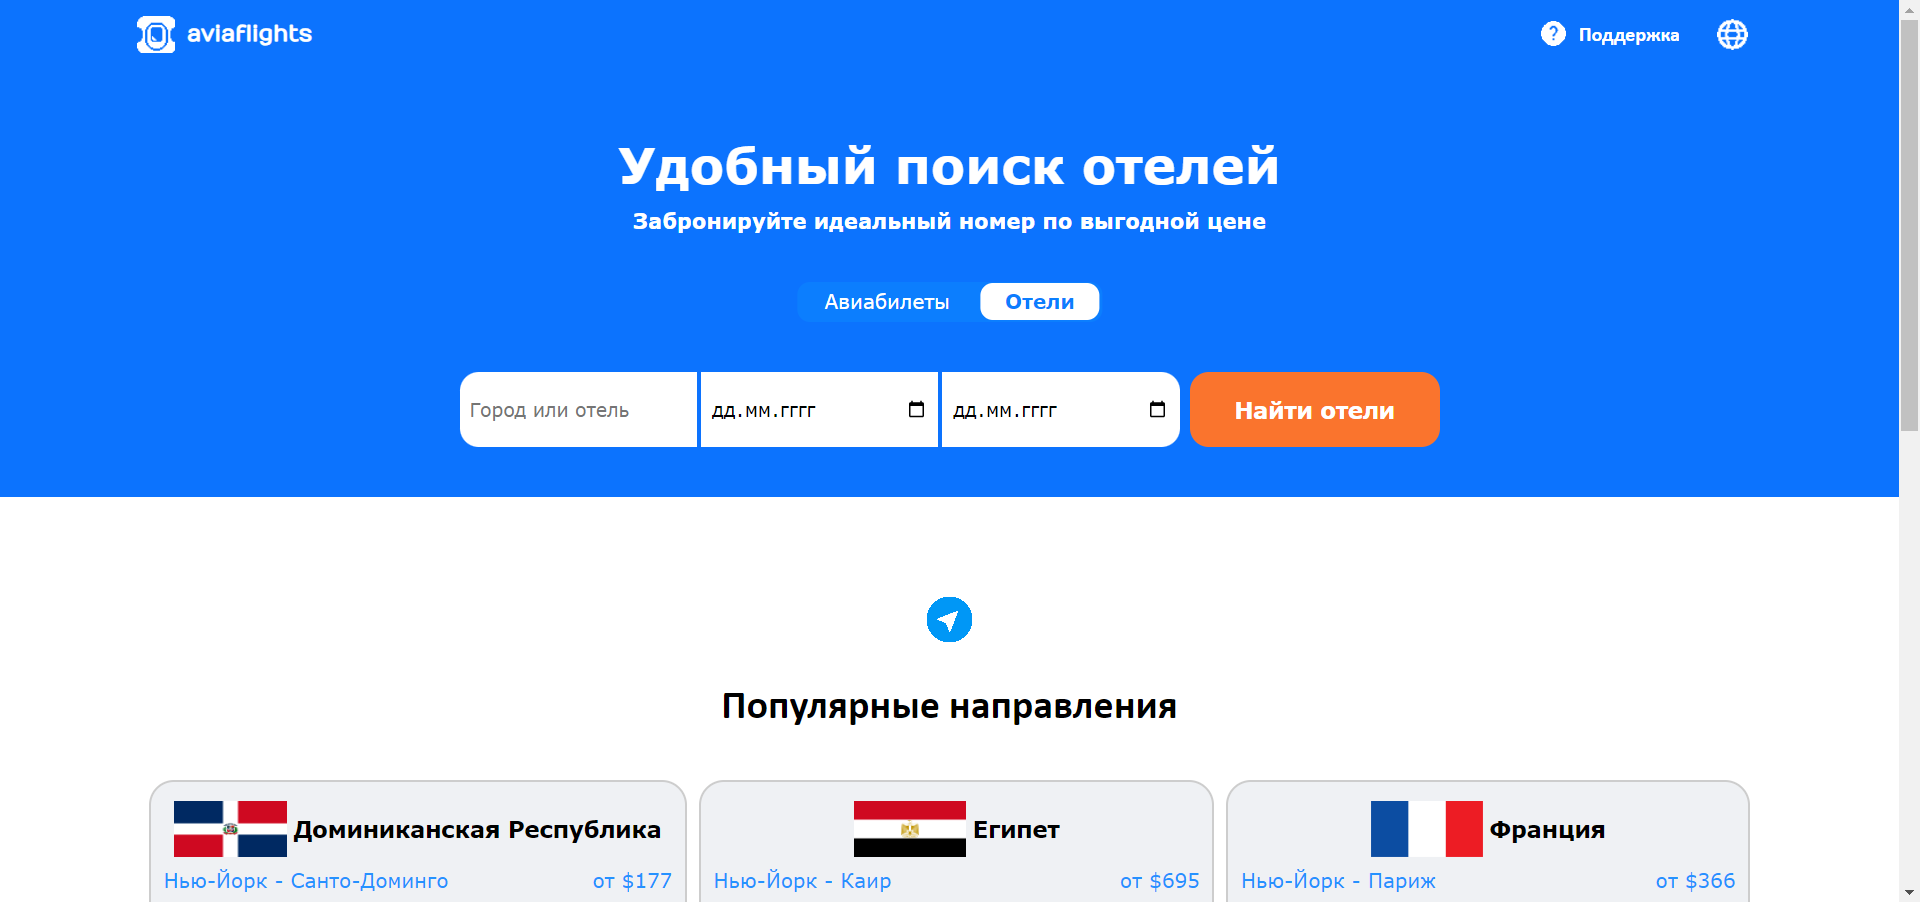 aviaflights
? Поддержка
Удобный поиск отелей
Забронируйте идеальный номер по выгодной цене
Авиабилеты Отели
Город или отель дд.мм.гггг дд.мм.гггг Найти отели
Популярные направления
Доминиканская Республика
Нью-Йорк - Санто-Доминго от $177
Египет
Нью-Йорк - Каир от $695
Франция
Нью-Йорк - Париж от $366